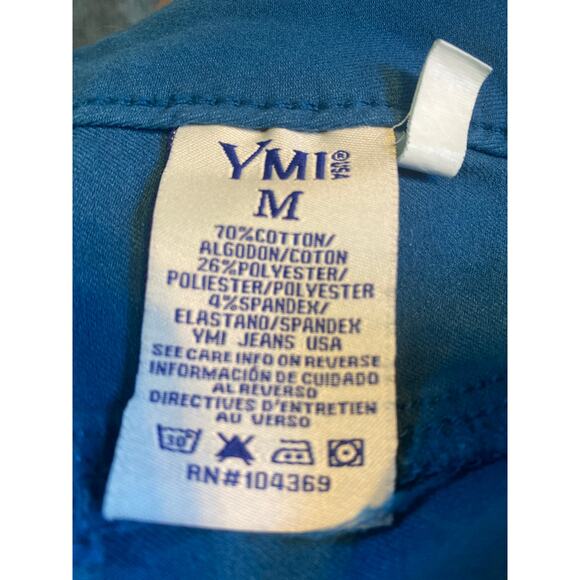 YMI® USA
M
70%COTTON/
ALGODON/COTON
26%POLYESTER/
POLIESTER/POLYESTER
4%SPANDEX/
ELASTANO/SPANDEX
YMI JEANS USA
SEE CARE INFO ON REVERSE
INFORMACIÓN DE CUIDADO
AL REVERSO
DIRECTIVES D'ENTRETIEN
AU VERSO
30°
RN#104369